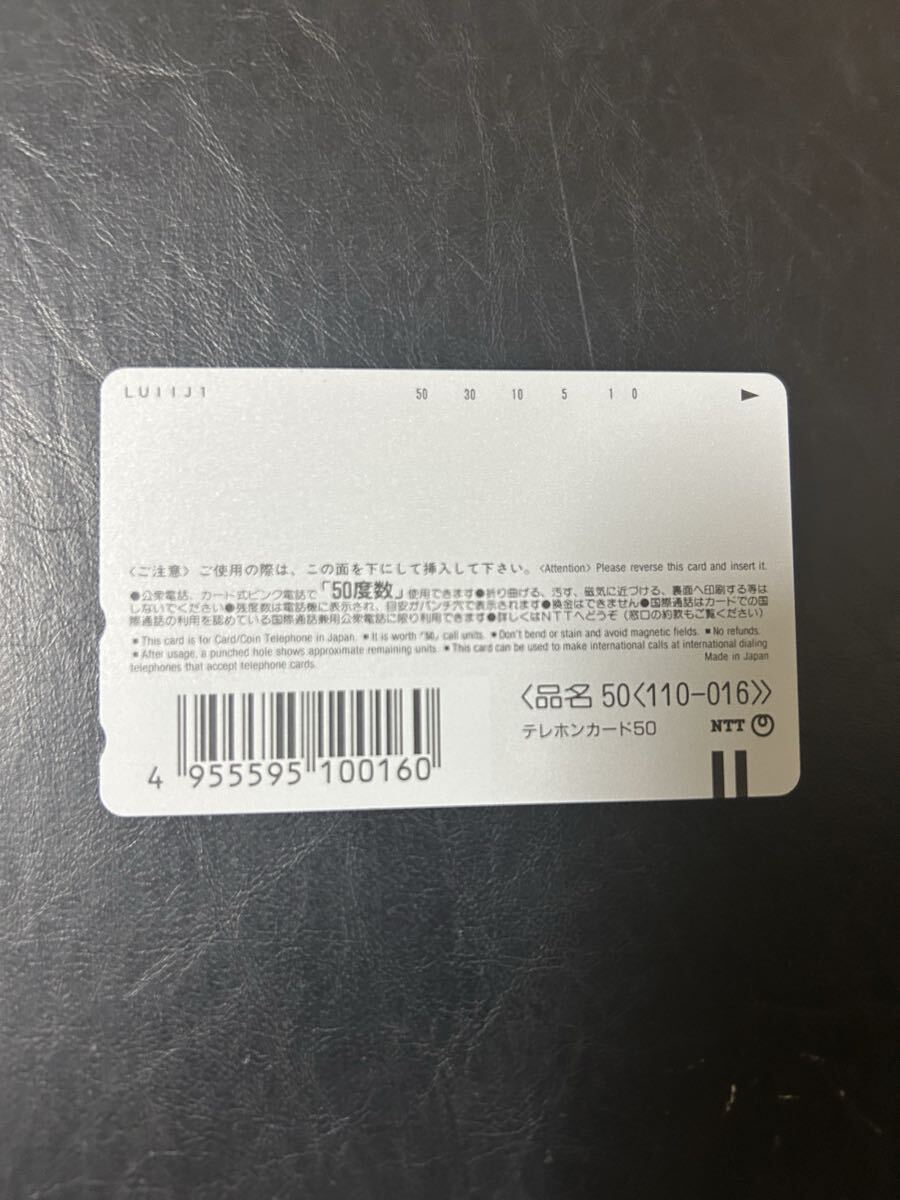 LUIIJ1 50 30 10 5 1 0
〈ご注意〉ご使用の際は、この面を下にして挿入して下さい。〈Attention〉Please reverse this card and insert it.
●公衆電話、カード式ピンク電話で「50度数」使用できます●折り曲げる、汚す、磁気に近づける、裏面へ印刷する等は
しないでください●残度数は電話機に表示され、目安がパンチ穴で表示されます●換金はできません●国際通話はカードでの国
際通話の利用を認めている国際通話兼用公衆電話に限り利用できます●詳しくはNTTへどうぞ(窓口の約款もご覧ください)
■This card is for Card/Coin Telephone in Japan. ■It is worth "50" call units. ■Don't bend or stain and avoid magnetic fields. ■No refunds.
■After usage, a punched hole shows approximate remaining units. ■This card can be used to make international calls at international dialing
telephones that accept telephone cards. Made in Japan
〈品名 50〈110-016〉〉
テレホンカード50 NTT
4 955595 100160